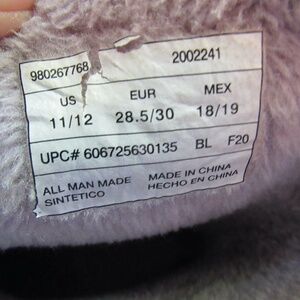 980267768 2002241
US EUR MEX
11/12 28.5/30 18/19
UPC# 606725630135 BL F20
ALL MAN MADE MADE IN CHINA
SINTETICO HECHO EN CHINA